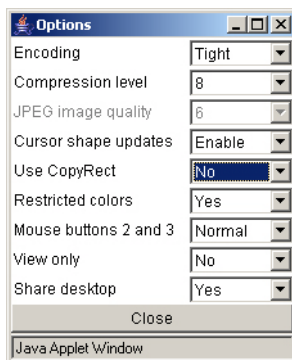 Options
Encoding Tight
Compression level 8
JPEG image quality 6
Cursor shape updates Enable
Use CopyRect No
Restricted colors Yes
Mouse buttons 2 and 3 Normal
View only No
Share desktop Yes
Close
Java Applet Window